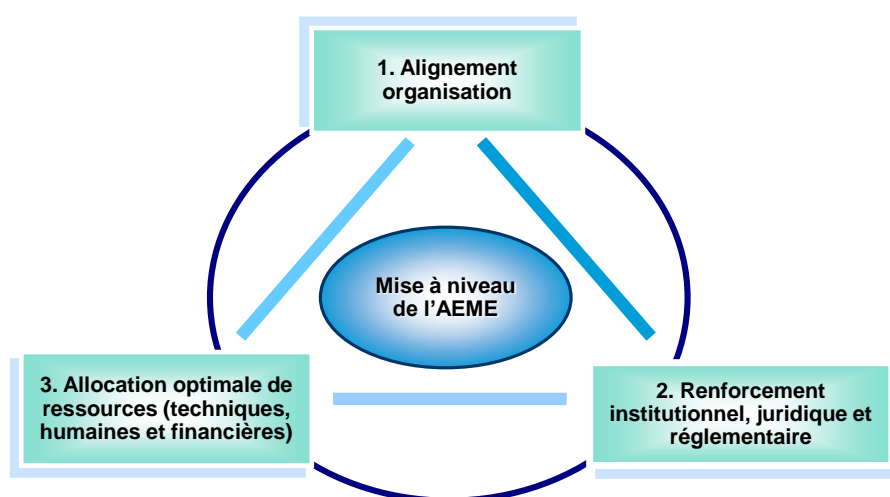 1. Alignement
organisation
Mise à niveau
de l'AEME
3. Allocation optimale de
ressources (techniques,
humaines et financières)
2. Renforcement
institutionnel, juridique et
réglementaire